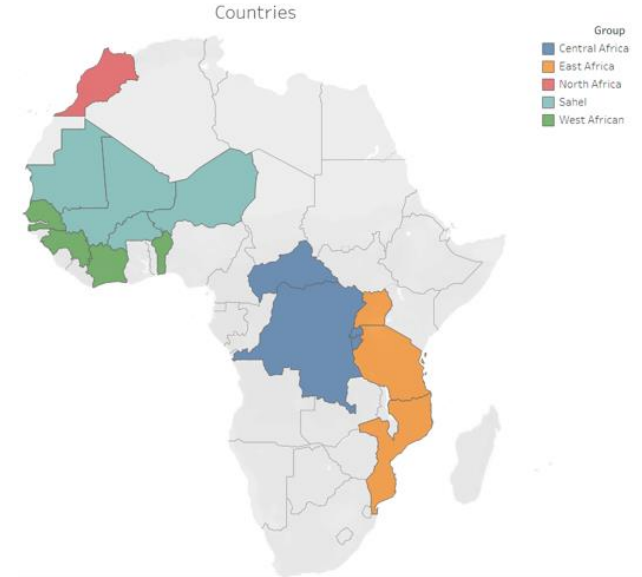 Countries
Group
Central Africa
East Africa
North Africa
Sahel
West African